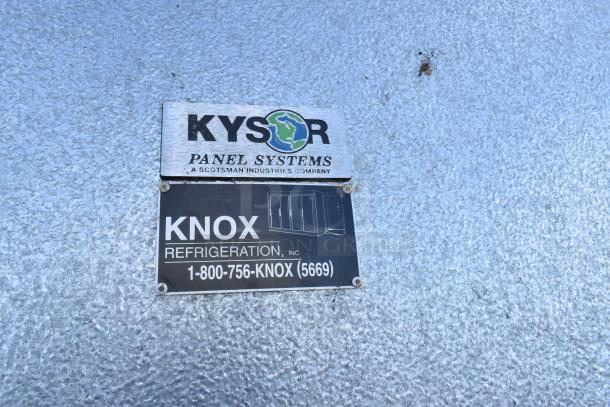 KYSOR
PANEL SYSTEMS
A SCOTSMAN INDUSTRIES COMPANY
KNOX
REFRIGERATION, INC.
1-800-756-KNOX (5669)